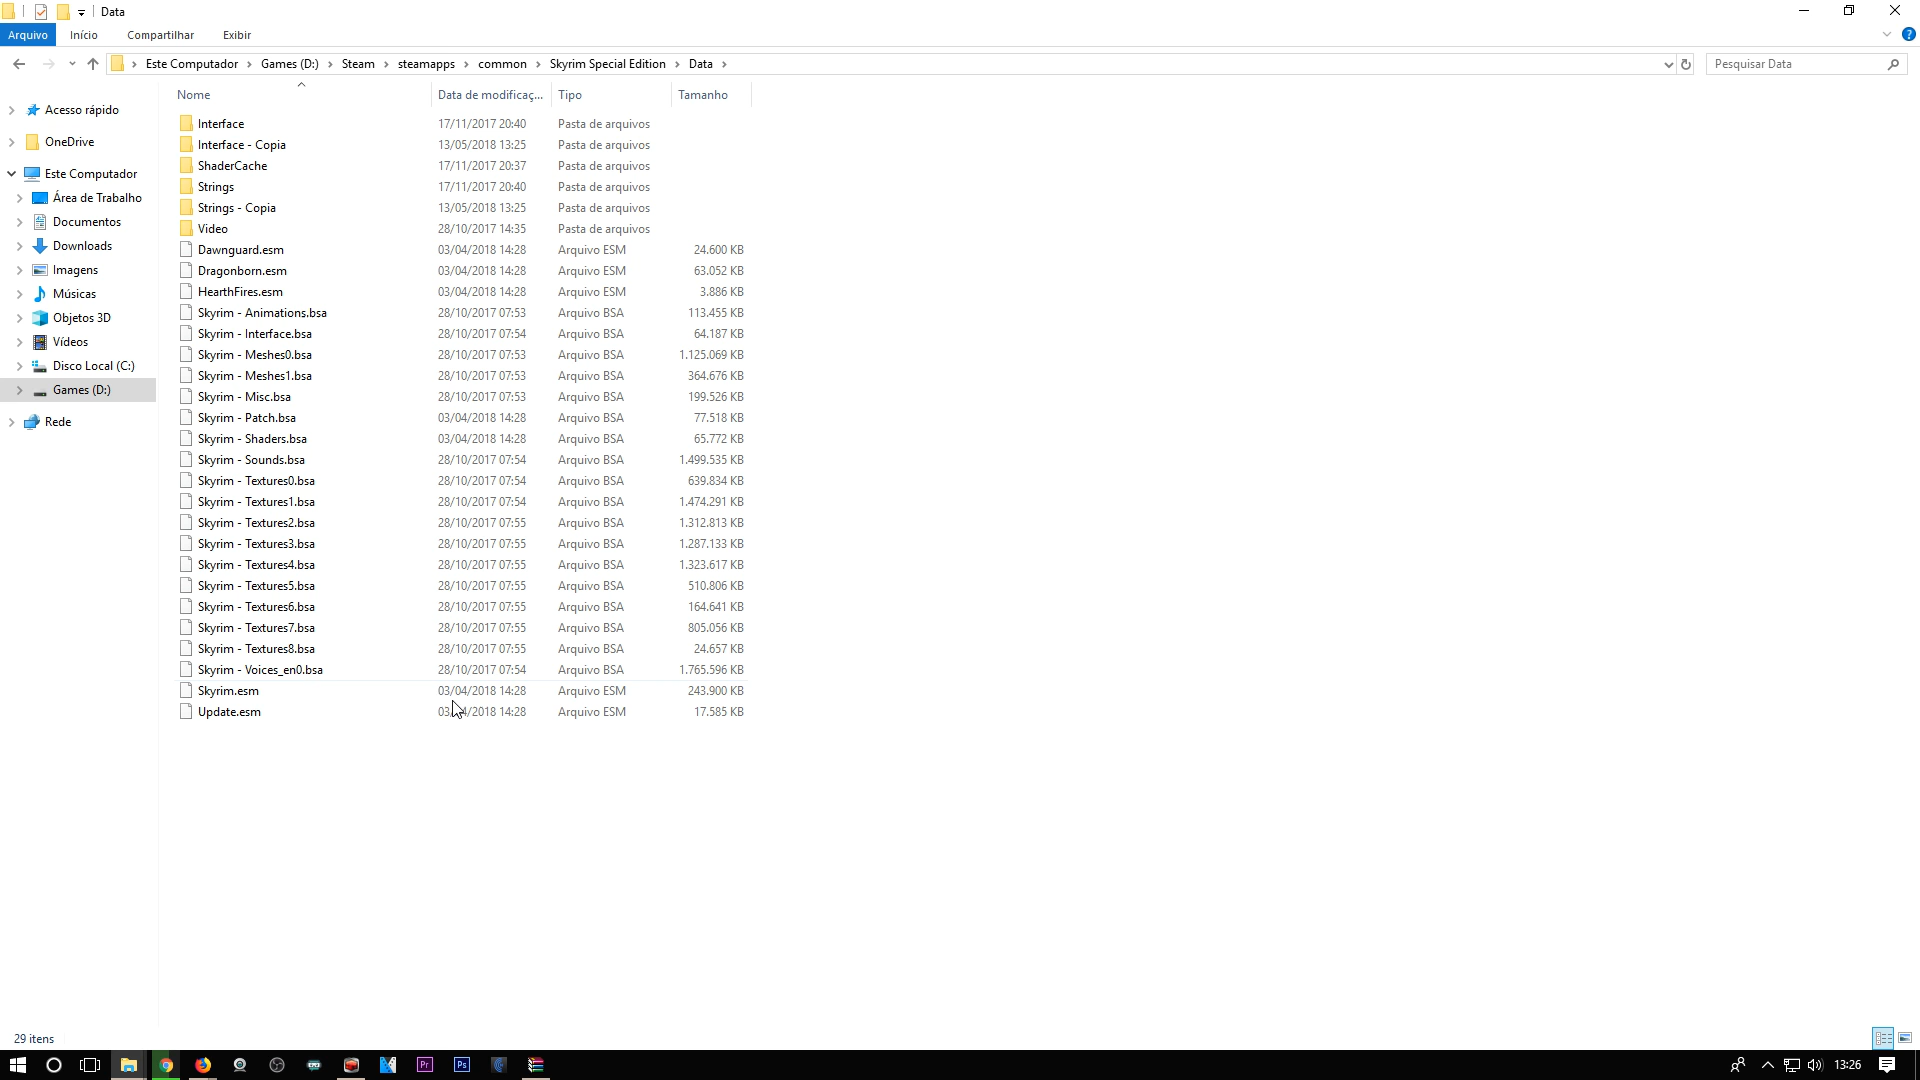 Data
Arquivo Início Compartilhar Exibir
Este Computador Games (D:) Steam steamapps common Skyrim Special Edition Data
Pesquisar Data
Nome Data de modificaç... Tipo Tamanho
Acesso rápido
OneDrive
Este Computador
Área de Trabalho
Documentos
Downloads
Imagens
Músicas
Objetos 3D
Vídeos
Disco Local (C:)
Games (D:)
Rede
Interface 17/11/2017 20:40 Pasta de arquivos
Interface - Copia 13/05/2018 13:25 Pasta de arquivos
ShaderCache 17/11/2017 20:37 Pasta de arquivos
Strings 17/11/2017 20:40 Pasta de arquivos
Strings - Copia 13/05/2018 13:25 Pasta de arquivos
Video 28/10/2017 14:35 Pasta de arquivos
Dawnguard.esm 03/04/2018 14:28 Arquivo ESM 24.600 KB
Dragonborn.esm 03/04/2018 14:28 Arquivo ESM 63.052 KB
HearthFires.esm 03/04/2018 14:28 Arquivo ESM 3.886 KB
Skyrim - Animations.bsa 28/10/2017 07:53 Arquivo BSA 113.455 KB
Skyrim - Interface.bsa 28/10/2017 07:54 Arquivo BSA 64.187 KB
Skyrim - Meshes0.bsa 28/10/2017 07:53 Arquivo BSA 1.125.069 KB
Skyrim - Meshes1.bsa 28/10/2017 07:53 Arquivo BSA 364.676 KB
Skyrim - Misc.bsa 28/10/2017 07:53 Arquivo BSA 199.526 KB
Skyrim - Patch.bsa 03/04/2018 14:28 Arquivo BSA 77.518 KB
Skyrim - Shaders.bsa 03/04/2018 14:28 Arquivo BSA 65.772 KB
Skyrim - Sounds.bsa 28/10/2017 07:54 Arquivo BSA 1.499.535 KB
Skyrim - Textures0.bsa 28/10/2017 07:54 Arquivo BSA 639.834 KB
Skyrim - Textures1.bsa 28/10/2017 07:54 Arquivo BSA 1.474.291 KB
Skyrim - Textures2.bsa 28/10/2017 07:55 Arquivo BSA 1.312.813 KB
Skyrim - Textures3.bsa 28/10/2017 07:55 Arquivo BSA 1.287.133 KB
Skyrim - Textures4.bsa 28/10/2017 07:55 Arquivo BSA 1.323.617 KB
Skyrim - Textures5.bsa 28/10/2017 07:55 Arquivo BSA 510.806 KB
Skyrim - Textures6.bsa 28/10/2017 07:55 Arquivo BSA 164.641 KB
Skyrim - Textures7.bsa 28/10/2017 07:55 Arquivo BSA 805.056 KB
Skyrim - Textures8.bsa 28/10/2017 07:55 Arquivo BSA 24.657 KB
Skyrim - Voices_en0.bsa 28/10/2017 07:54 Arquivo BSA 1.765.596 KB
Skyrim.esm 03/04/2018 14:28 Arquivo ESM 243.900 KB
Update.esm 14:28 Arquivo ESM 17.585 KB
29 itens
Pr Ps 13:26